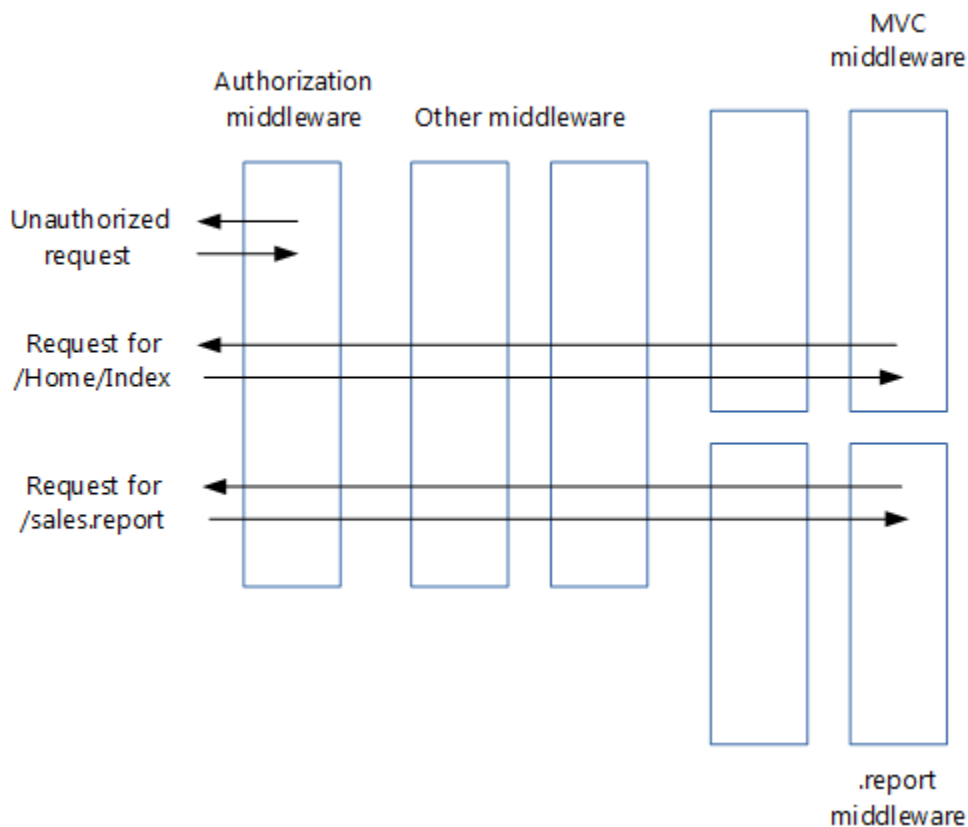 MVC
middleware
Authorization
middleware
Other middleware
Unauthorized
request
Request for
/Home/Index
Request for
/sales.report
.report
middleware